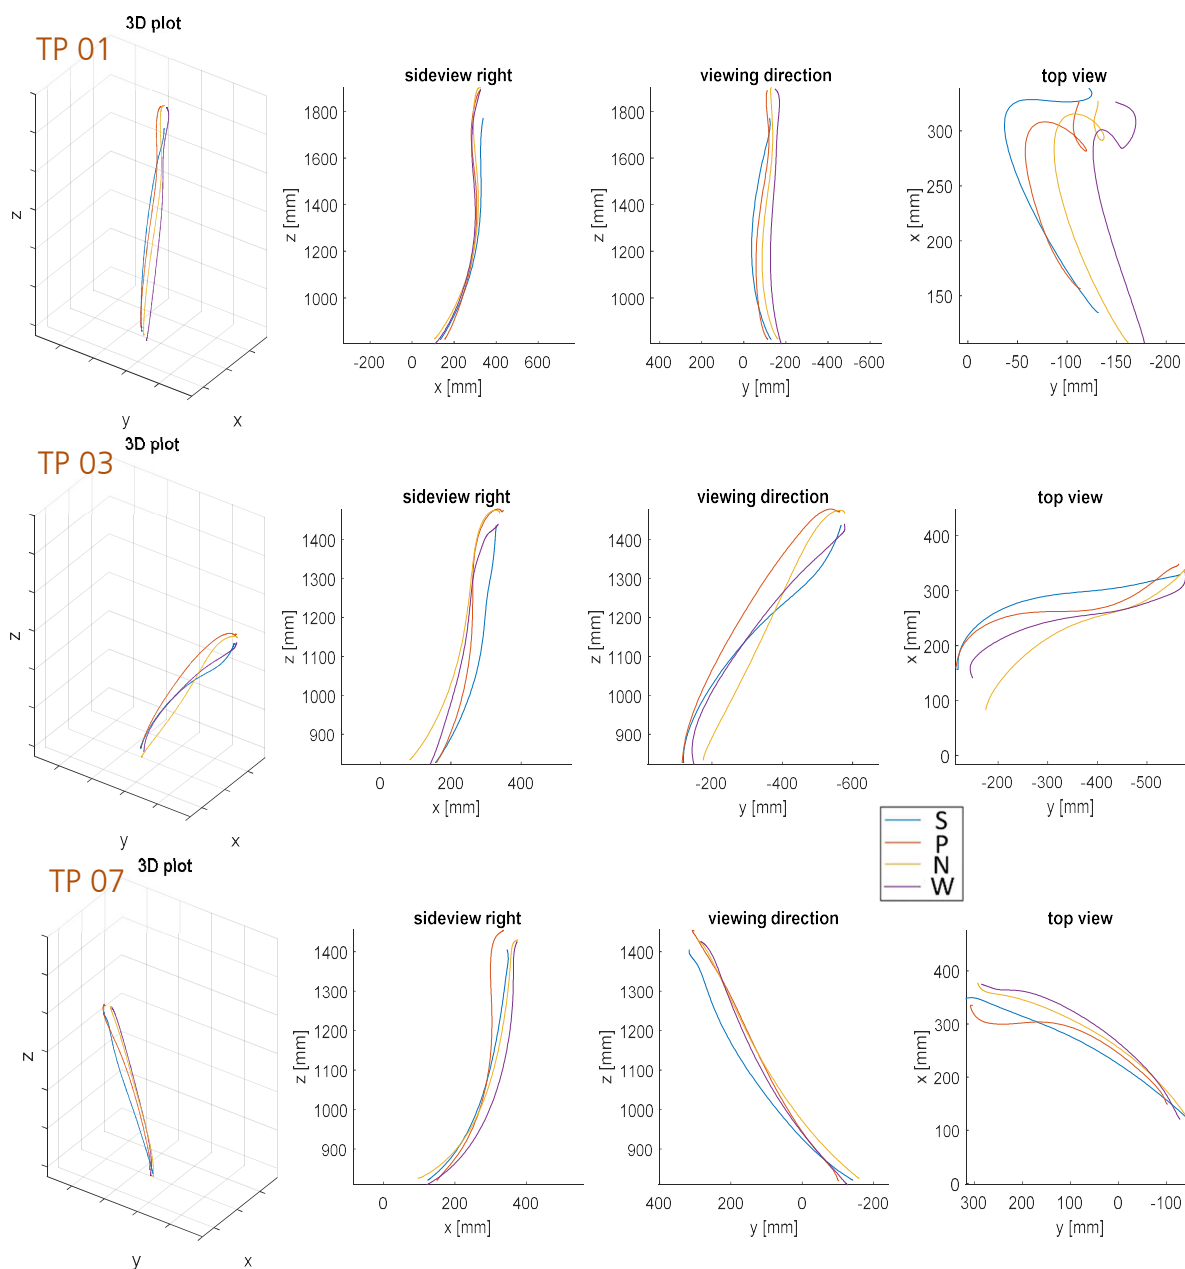 3D plot
TP 01
z
y
x
sideview right
1800
1600
1400
1200
1000
z [mm]
-200 0 200 400 600
x [mm]
viewing direction
1800
1600
1400
1200
1000
z [mm]
400 200 0 -200 -400 -600
y [mm]
top view
300
250
200
150
x [mm]
0 -50 -100 -150 -200
y [mm]
3D plot
TP 03
z
y
x
sideview right
1400
1300
1200
1100
1000
900
z [mm]
0 200 400
x [mm]
viewing direction
1400
1300
1200
1100
1000
900
z [mm]
-200 -400 -600
y [mm]
top view
400
300
200
100
0
x [mm]
-200 -300 -400 -500
y [mm]
S
P
N
W
3D plot
TP 07
z
y
x
sideview right
1400
1300
1200
1100
1000
900
z [mm]
0 200 400
x [mm]
viewing direction
1400
1300
1200
1100
1000
900
z [mm]
400 200 0 -200
y [mm]
top view
400
300
200
100
0
x [mm]
300 200 100 0 -100
y [mm]